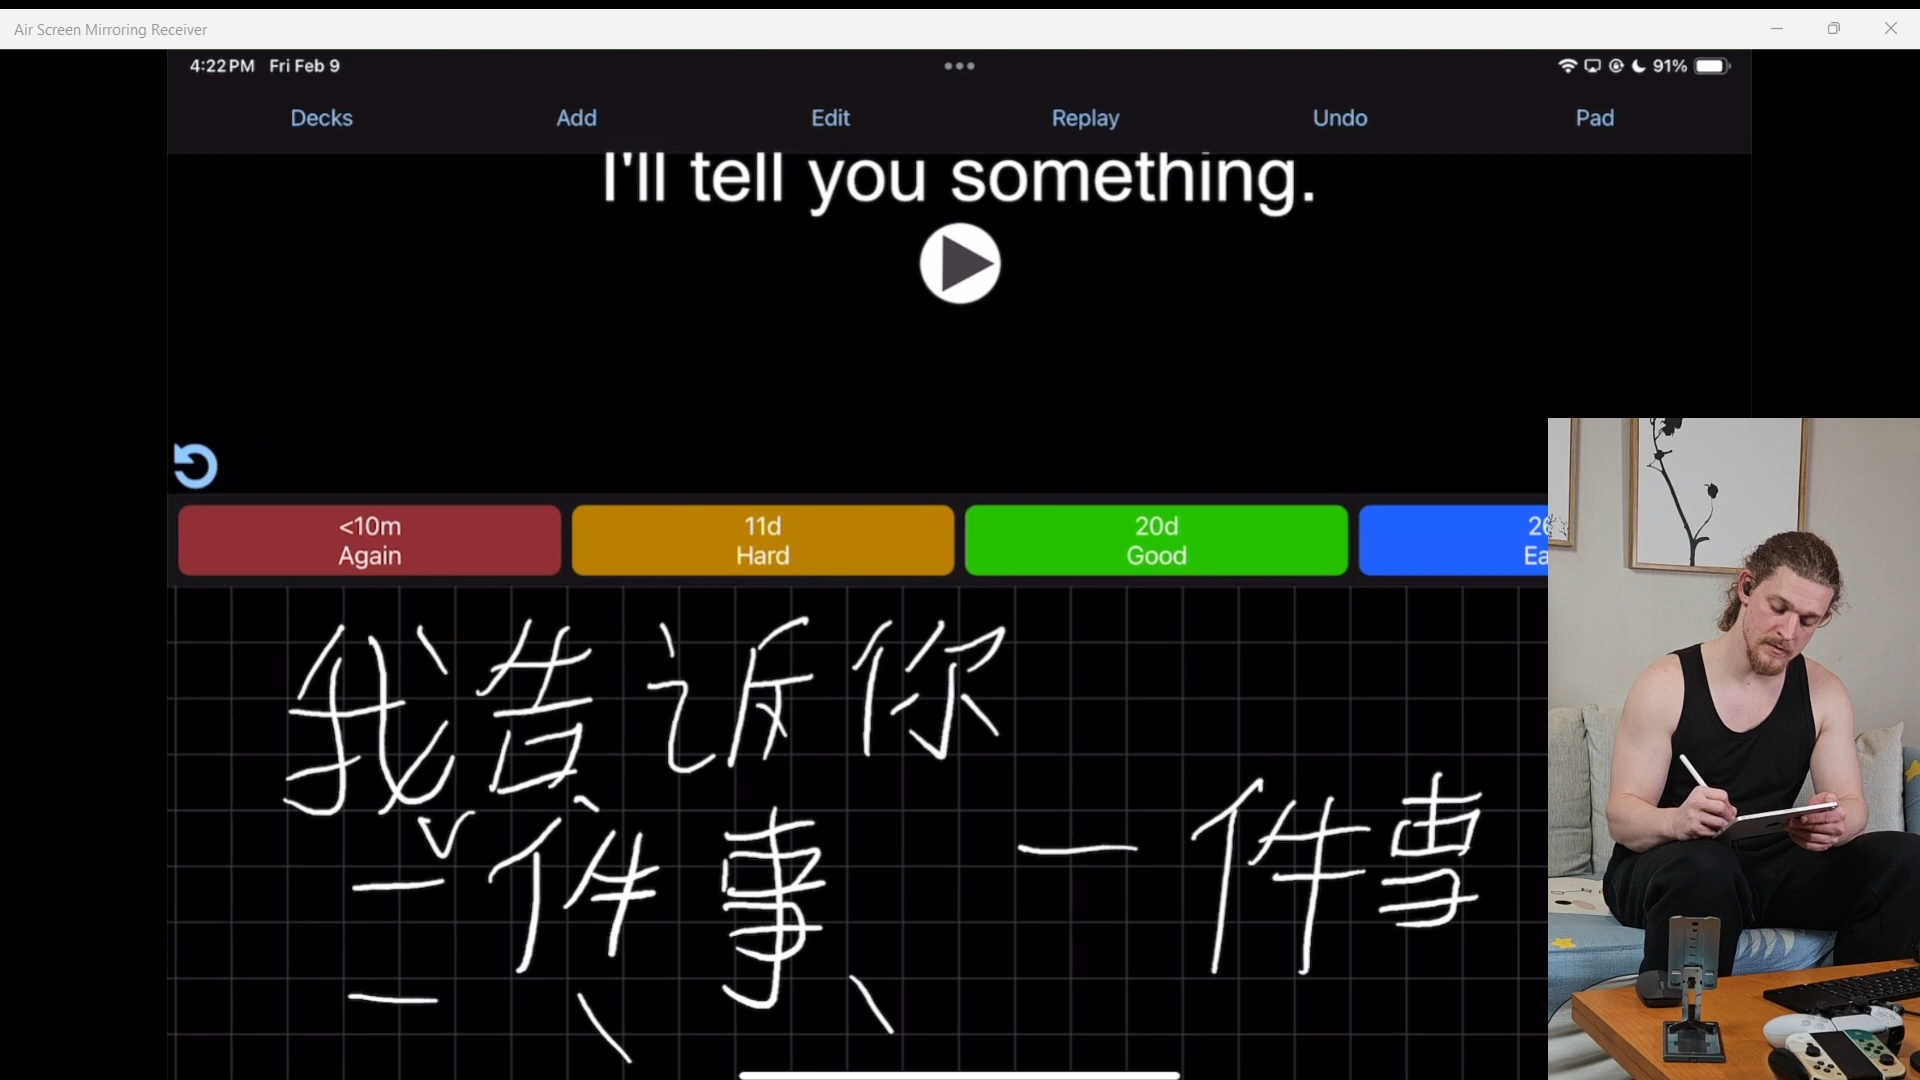 Air Screen Mirroring Receiver
4:22 PM Fri Feb 9
91%
Decks Add Edit Replay Undo Pad
I'll tell you something.
<10m 11d 20d
Again Hard Good
我告诉你
一件事 一件事
一